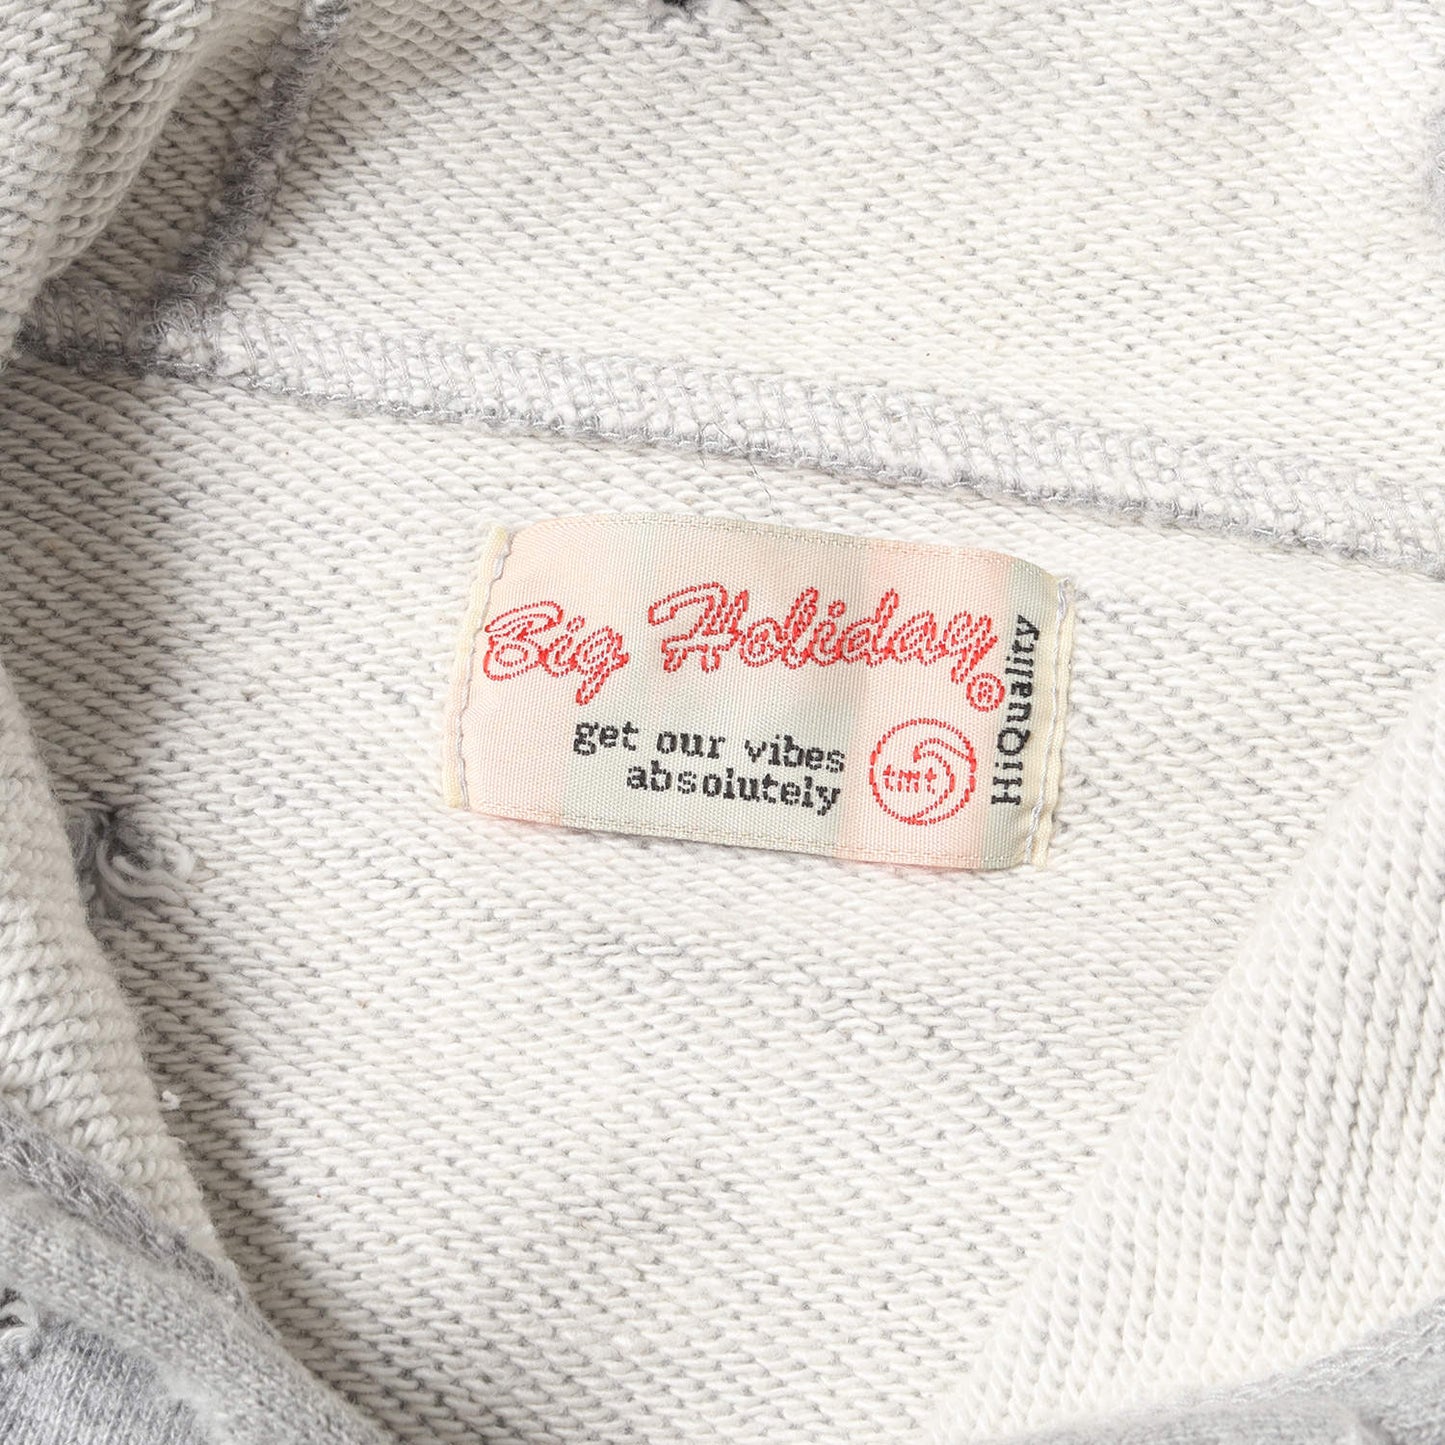 Big Holiday®
get our vibes
absolutely
tmt
HiQuality